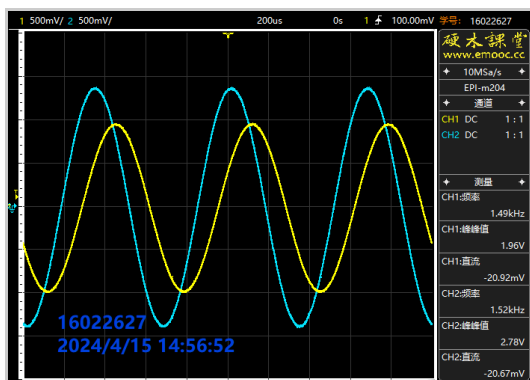 1 500mV/ 2 500mV/ 200us 0s 1 100.00mV 学号: 16022627
硬木課堂
www.emooc.cc
10MSa/s
EPI-m204
通道
CH1 DC 1 : 1
CH2 DC 1 : 1
测量
CH1:频率
1.49kHz
CH1:峰峰值
1.96V
CH1:直流
-20.92mV
CH2:频率
1.52kHz
CH2:峰峰值
2.78V
CH2:直流
-20.67mV
16022627
2024/4/15 14:56:52